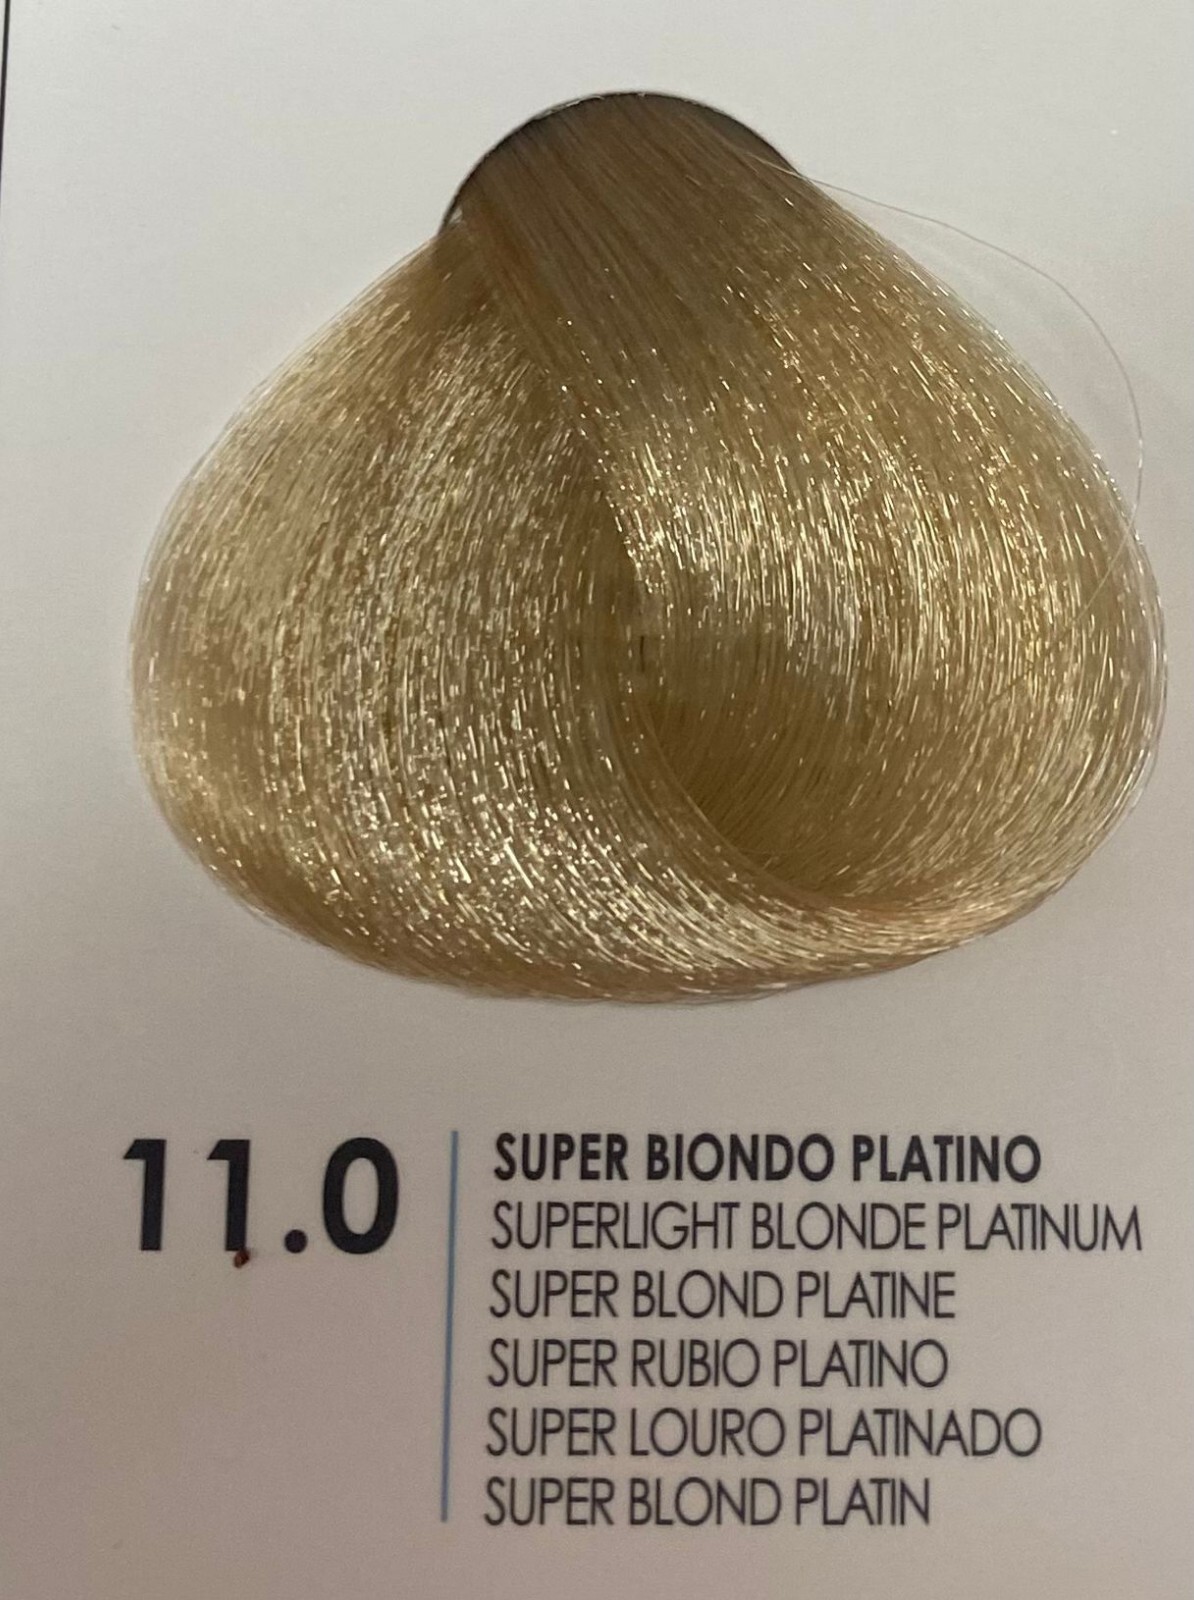 11.0
SUPER BIONDO PLATINO
SUPERLIGHT BLONDE PLATINUM
SUPER BLOND PLATINE
SUPER RUBIO PLATINO
SUPER LOURO PLATINADO
SUPER BLOND PLATIN